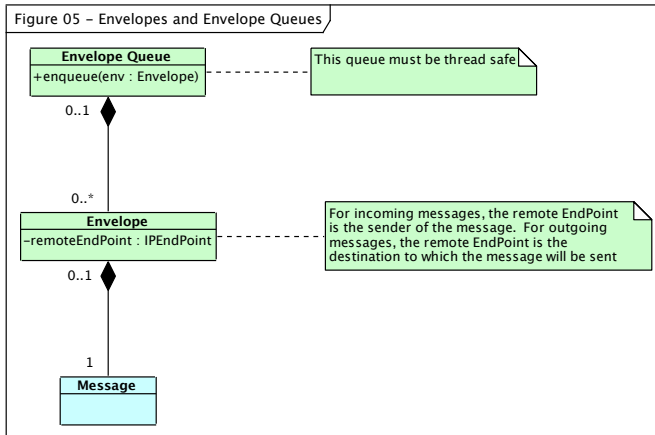 Figure 05 – Envelopes and Envelope Queues
Envelope Queue
+enqueue(env : Envelope)
This queue must be thread safe
0..1
0..*
Envelope
–remoteEndPoint : IPEndPoint
For incoming messages, the remote EndPoint
is the sender of the message.  For outgoing
messages, the remote EndPoint is the
destination to which the message will be sent
0..1
1
Message